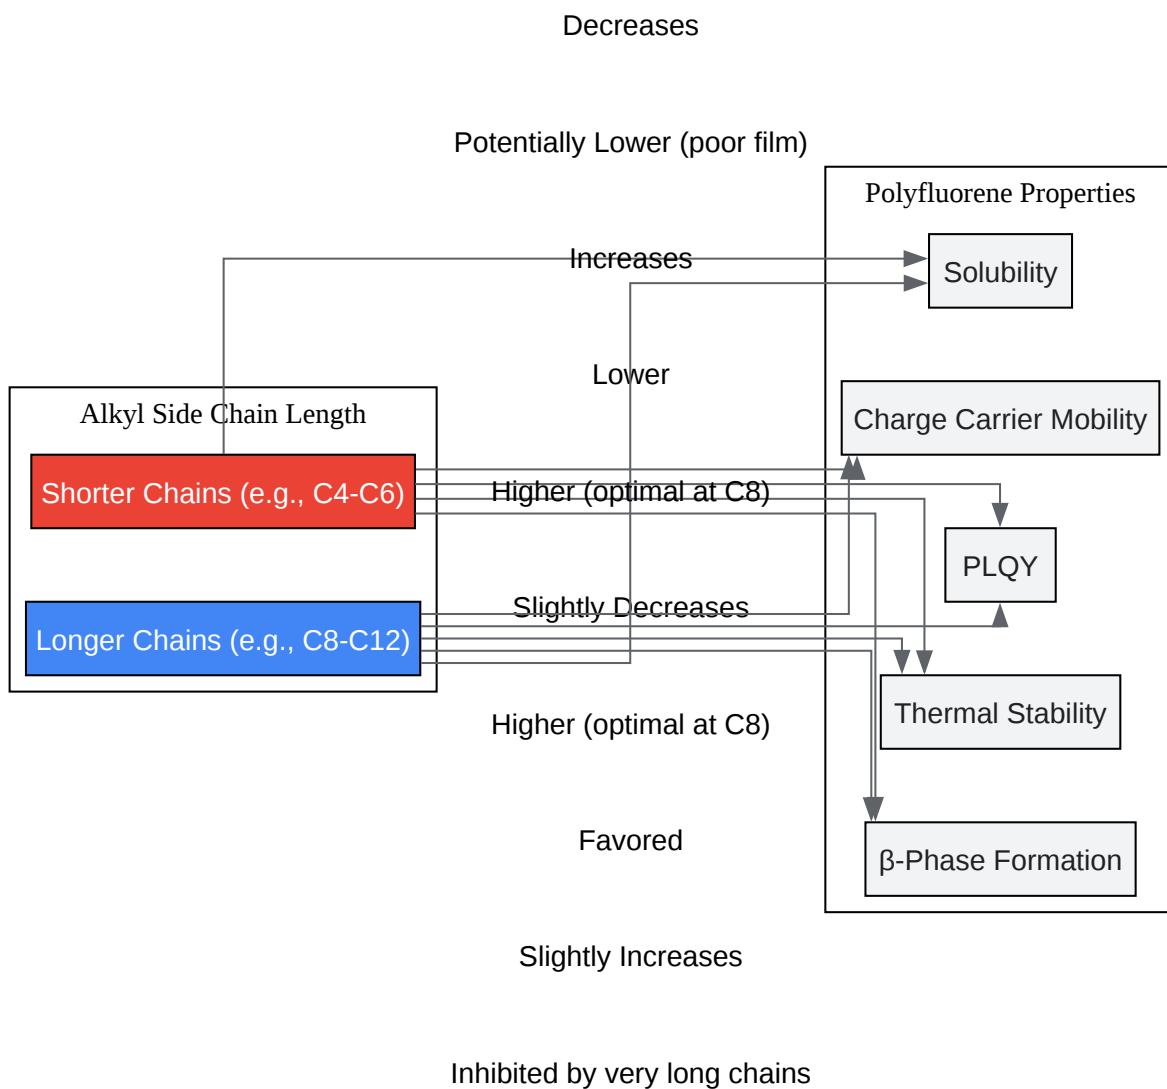 Decreases
Potentially Lower (poor film)
Polyfluorene Properties
Increases
Solubility
Lower
Alkyl Side Chain Length
Charge Carrier Mobility
Shorter Chains (e.g., C4-C6)
Higher (optimal at C8)
PLQY
Slightly Decreases
Longer Chains (e.g., C8-C12)
Thermal Stability
Higher (optimal at C8)
Favored
β-Phase Formation
Slightly Increases
Inhibited by very long chains